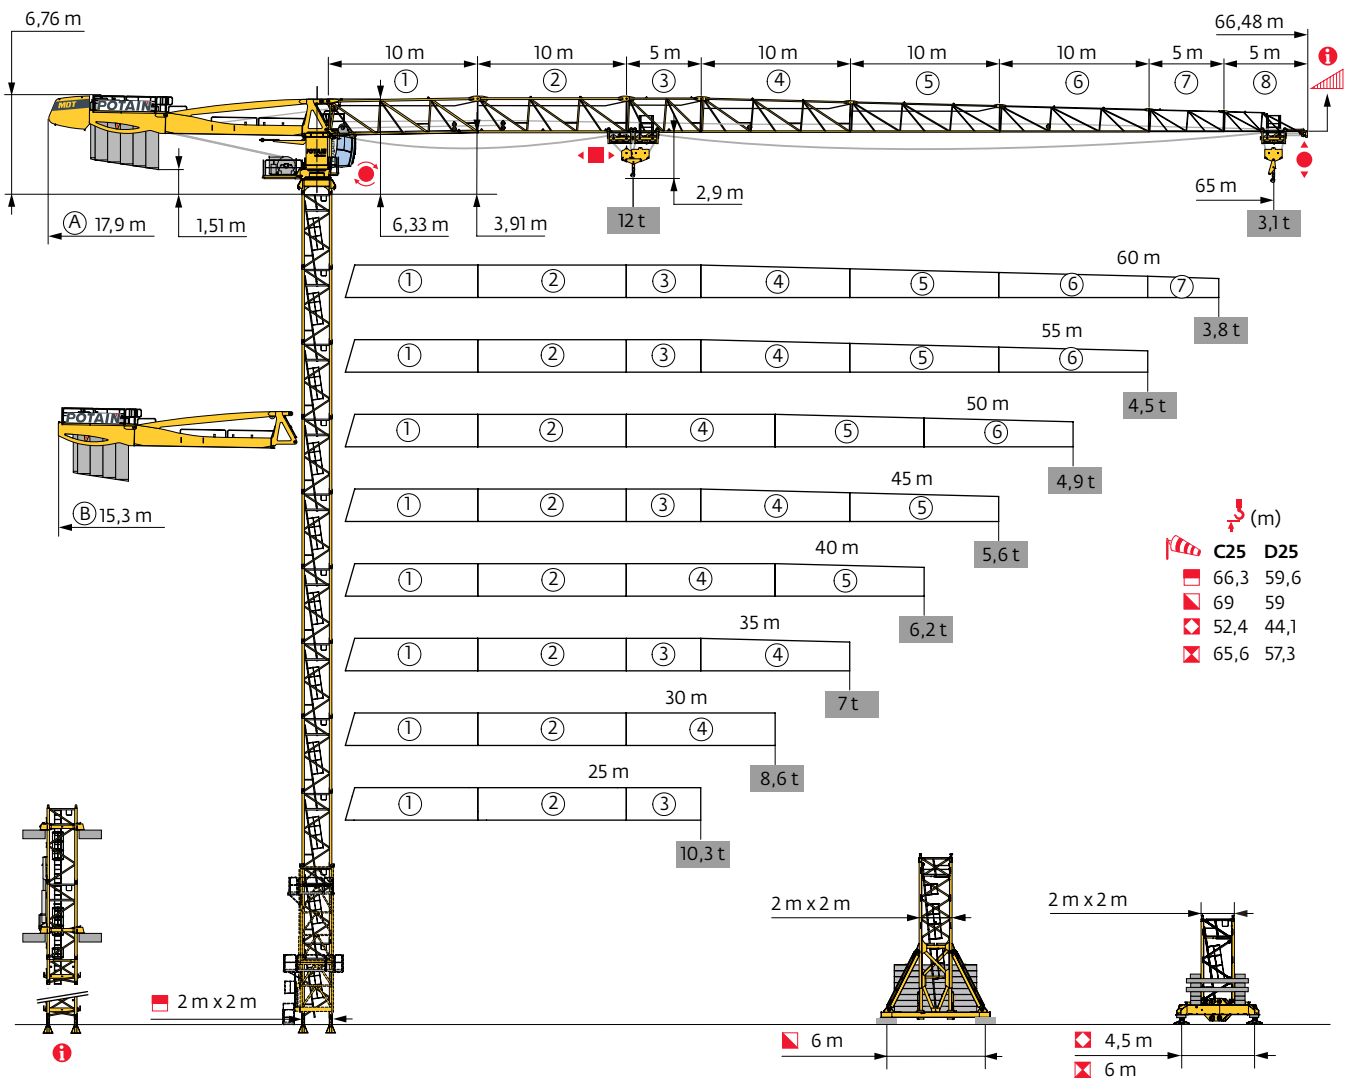 6,76 m
66,48 m
10 m 10 m 5 m 10 m 10 m 10 m 5 m 5 m
1 2 3 4 5 6 7 8
i
MDT POTAIN
POTAIN
2,9 m
65 m
A 17,9 m 1,51 m 6,33 m 3,91 m 12 t 3,1 t
60 m
1 2 3 4 5 6 7
3,8 t
55 m
1 2 3 4 5 6
4,5 t
50 m
POTAIN
1 2 4 5 6
4,9 t
45 m
1 2 3 4 5
B 15,3 m
5,6 t
(m)
C25 D25
66,3 59,6
69 59
52,4 44,1
65,6 57,3
40 m
1 2 4 5
6,2 t
35 m
1 2 3 4
7 t
30 m
1 2 4
8,6 t
25 m
1 2 3
10,3 t
2 m x 2 m
2 m x 2 m
2 m x 2 m
i
6 m
4,5 m
6 m